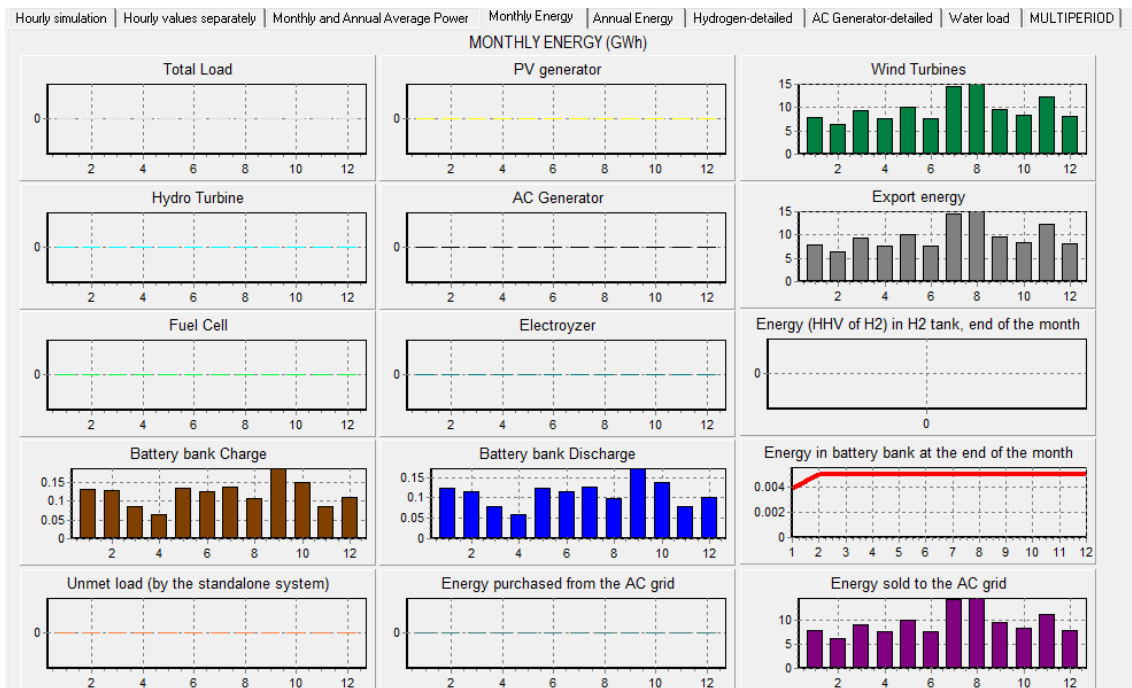 Hourly simulation Hourly values separately Monthly and Annual Average Power Monthly Energy Annual Energy Hydrogen-detailed AC Generator-detailed Water load MULTIPERIOD
MONTHLY ENERGY (GWh)
Total Load
0
2 4 6 8 10 12
PV generator
0
2 4 6 8 10 12
Wind Turbines
15
10
5
0
2 4 6 8 10 12
Hydro Turbine
0
2 4 6 8 10 12
AC Generator
0
2 4 6 8 10 12
Export energy
15
10
5
0
2 4 6 8 10 12
Fuel Cell
0
2 4 6 8 10 12
Electroyzer
0
2 4 6 8 10 12
Energy (HHV of H2) in H2 tank, end of the month
0
0
Battery bank Charge
0.15
0.1
0.05
0
2 4 6 8 10 12
Battery bank Discharge
0.15
0.1
0.05
0
2 4 6 8 10 12
Energy in battery bank at the end of the month
0.004
0.002
0
1 2 3 4 5 6 7 8 9 10 11 12
Unmet load (by the standalone system)
0
2 4 6 8 10 12
Energy purchased from the AC grid
0
2 4 6 8 10 12
Energy sold to the AC grid
10
5
0
2 4 6 8 10 12